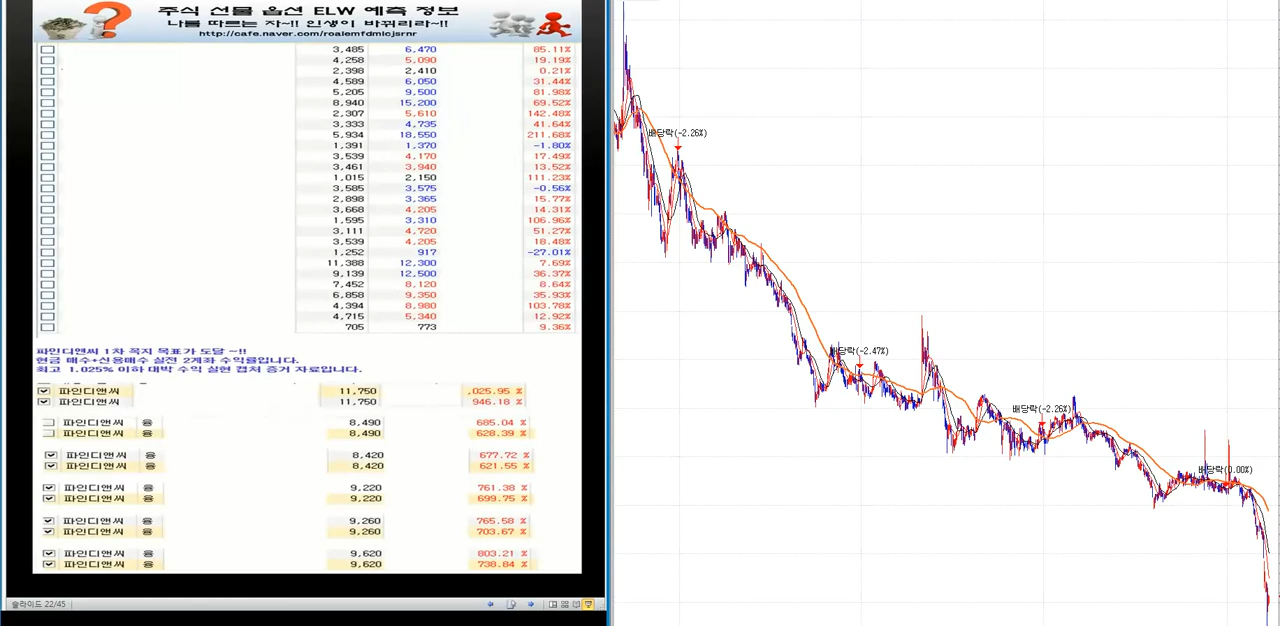 주식 선물 옵션 ELW 예측 정보
나를 따르는 자~!! 인생이 바뀌리라~!!
http://cafe.naver.com/roalemfdmlcjsrnr
3,485 6,470 85.11%
4,258 5,090 19.19%
2,398 2,410 0.21%
4,589 6,050 31.44%
5,205 9,500 81.98%
8,940 15,200 69.52%
2,307 5,610 142.48%
3,333 4,735 41.64%
5,934 18,550 211.68%
1,391 1,370 -1.80%
3,539 4,170 17.49%
3,461 3,940 13.52%
1,015 2,150 111.23%
3,585 3,575 -0.56%
2,898 3,365 15.77%
3,668 4,205 14.31%
1,595 3,310 106.96%
3,111 4,720 51.27%
3,539 4,205 18.48%
1,252 917 -27.01%
11,388 12,300 7.69%
9,139 12,500 36.37%
7,452 8,120 8.64%
6,858 9,350 35.93%
4,394 8,980 103.78%
4,715 5,340 12.92%
705 773 9.36%
파인디앤씨 1차 목지 목표가 도달 ~!!
현금 매수+신용매수 실전 2계좌 수익률입니다.
최고 1.025% 이하 대박 수익 실현 캡처 증거 자료입니다.
파인디앤씨 11,750 ,025.95 %
파인디앤씨 11,750 946.18 %
파인디앤씨 융 8,490 685.04 %
파인디앤씨 융 8,490 628.39 %
파인디앤씨 융 8,420 677.72 %
파인디앤씨 융 8,420 621.55 %
파인디앤씨 융 9,220 761.38 %
파인디앤씨 융 9,220 699.75 %
파인디앤씨 융 9,260 765.58 %
파인디앤씨 융 9,260 703.67 %
파인디앤씨 융 9,620 803.21 %
파인디앤씨 융 9,620 738.84 %
슬라이드 22/45
배당락(-2.26%)
배당락(-2.47%)
배당락(-2.26%)
배당락(0.00%)